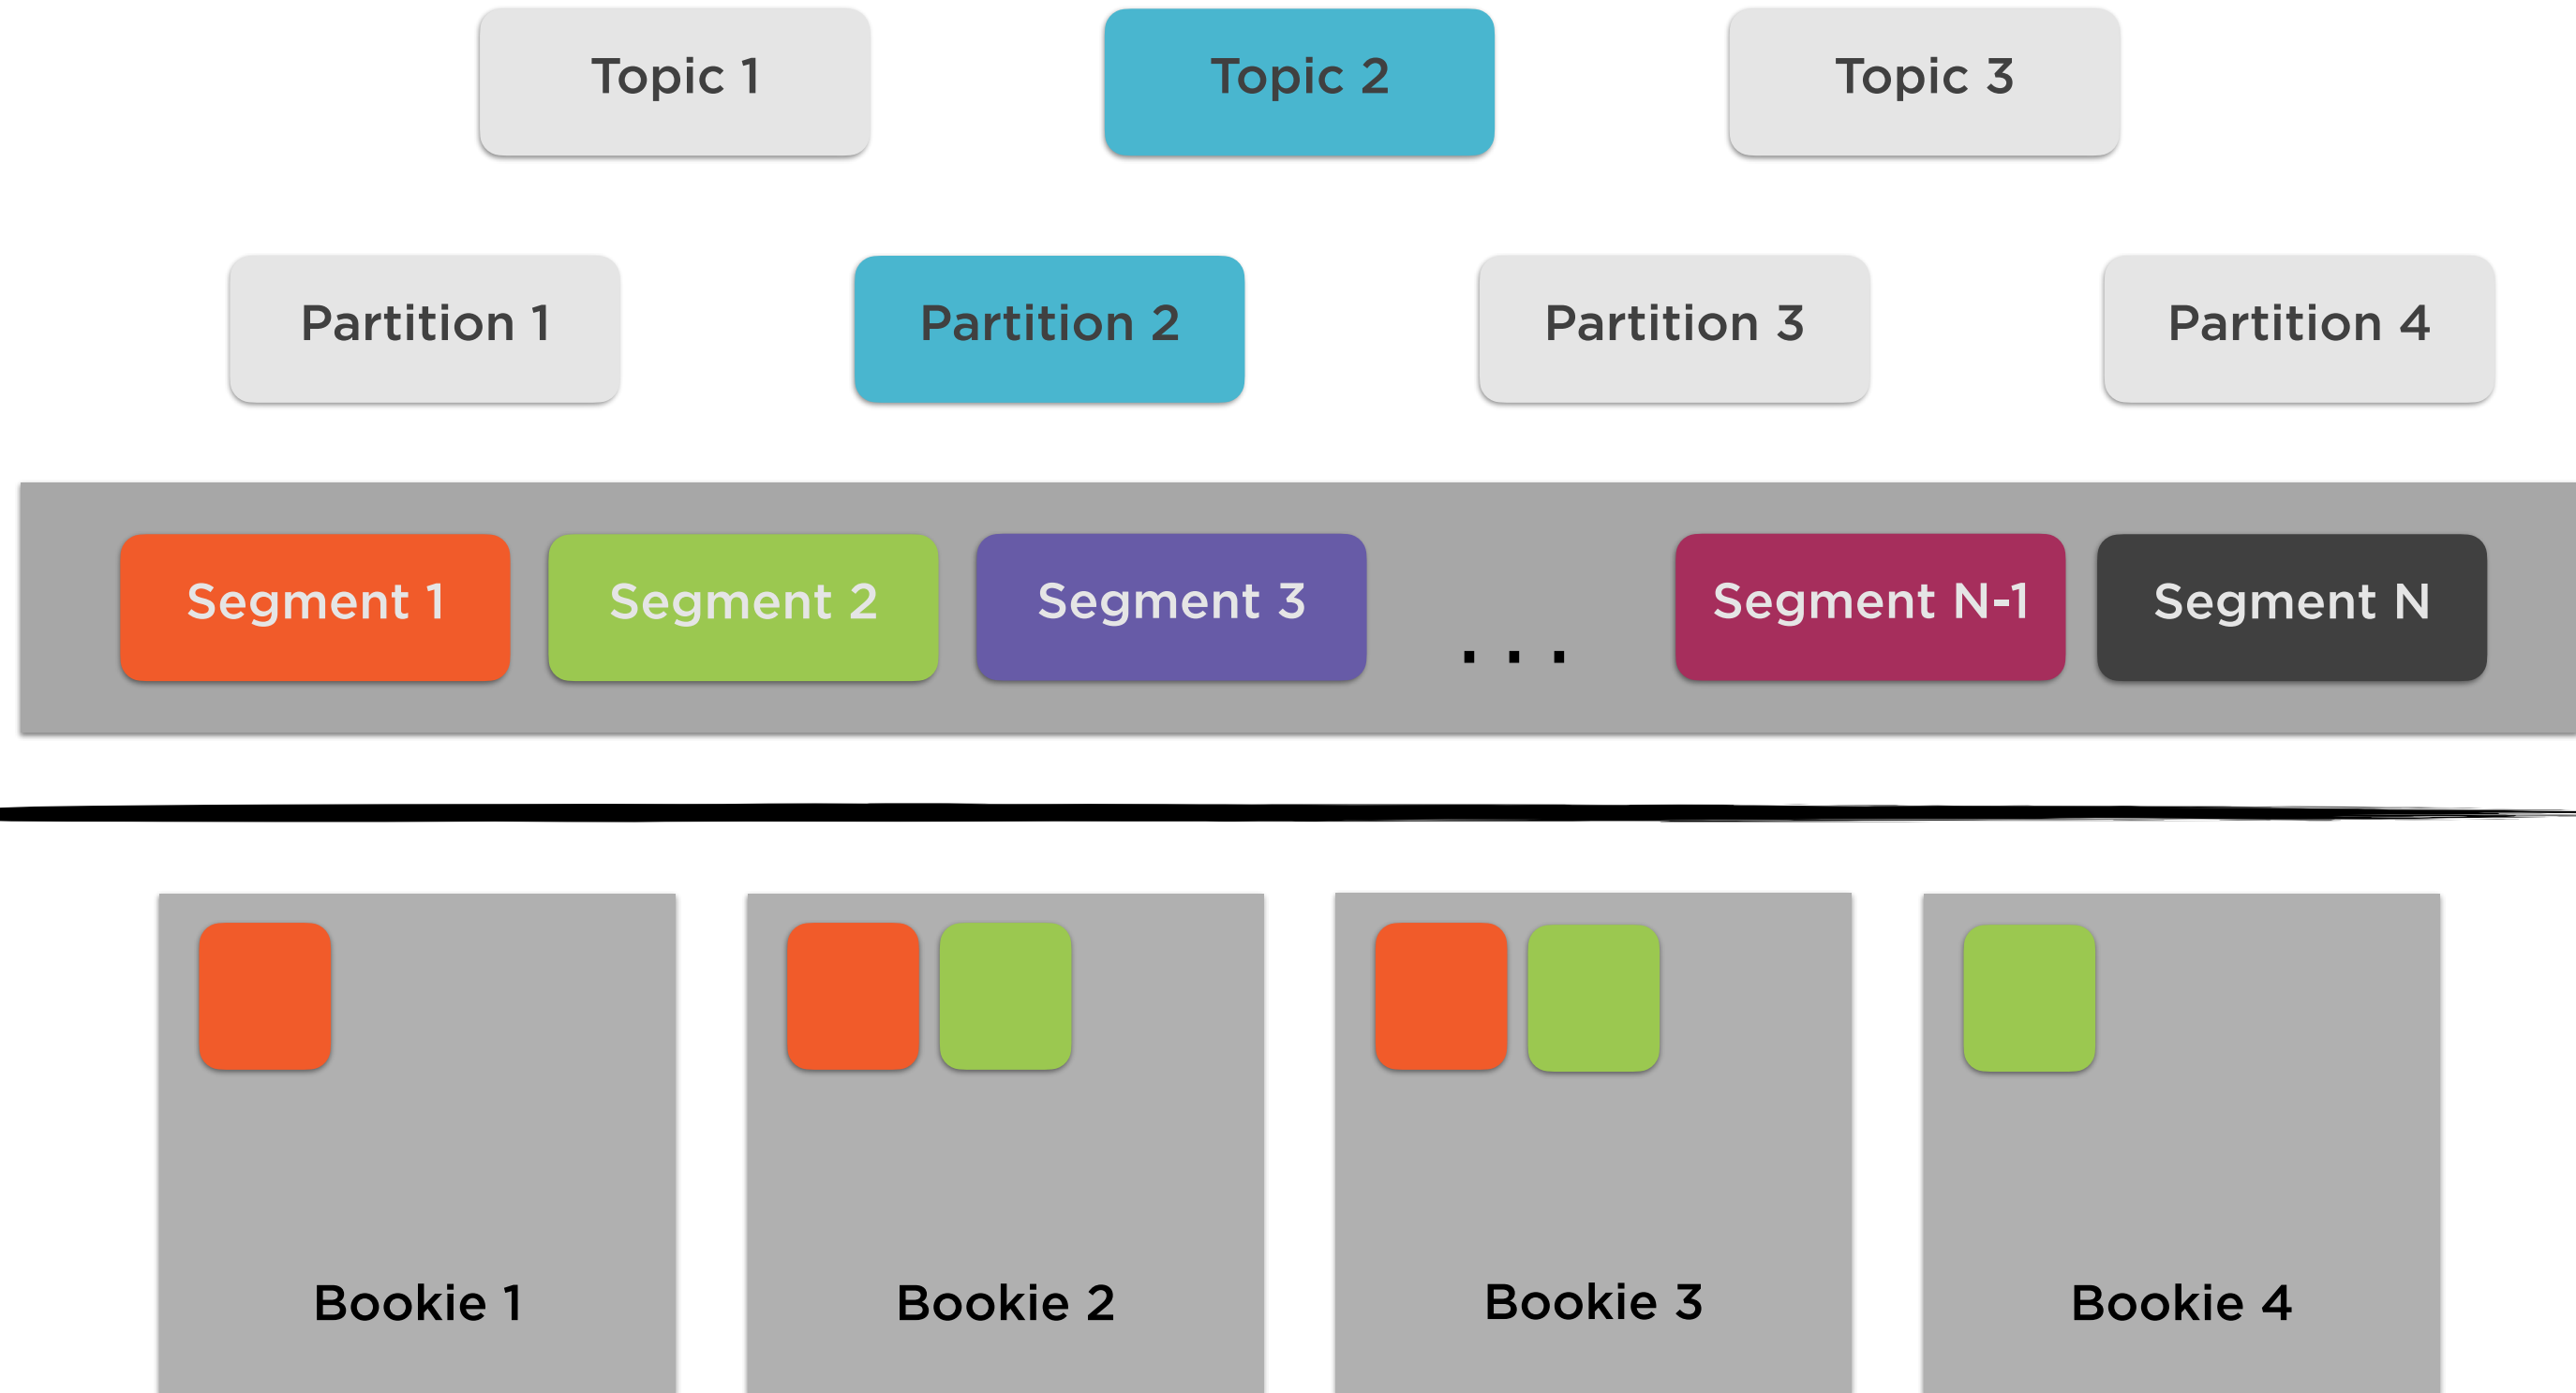 Topic 1
Topic 2
Topic 3
Partition 1
Partition 2
Partition 3
Partition 4
Segment 1
Segment 2
Segment 3
...
Segment N-1
Segment N
Bookie 1
Bookie 2
Bookie 3
Bookie 4